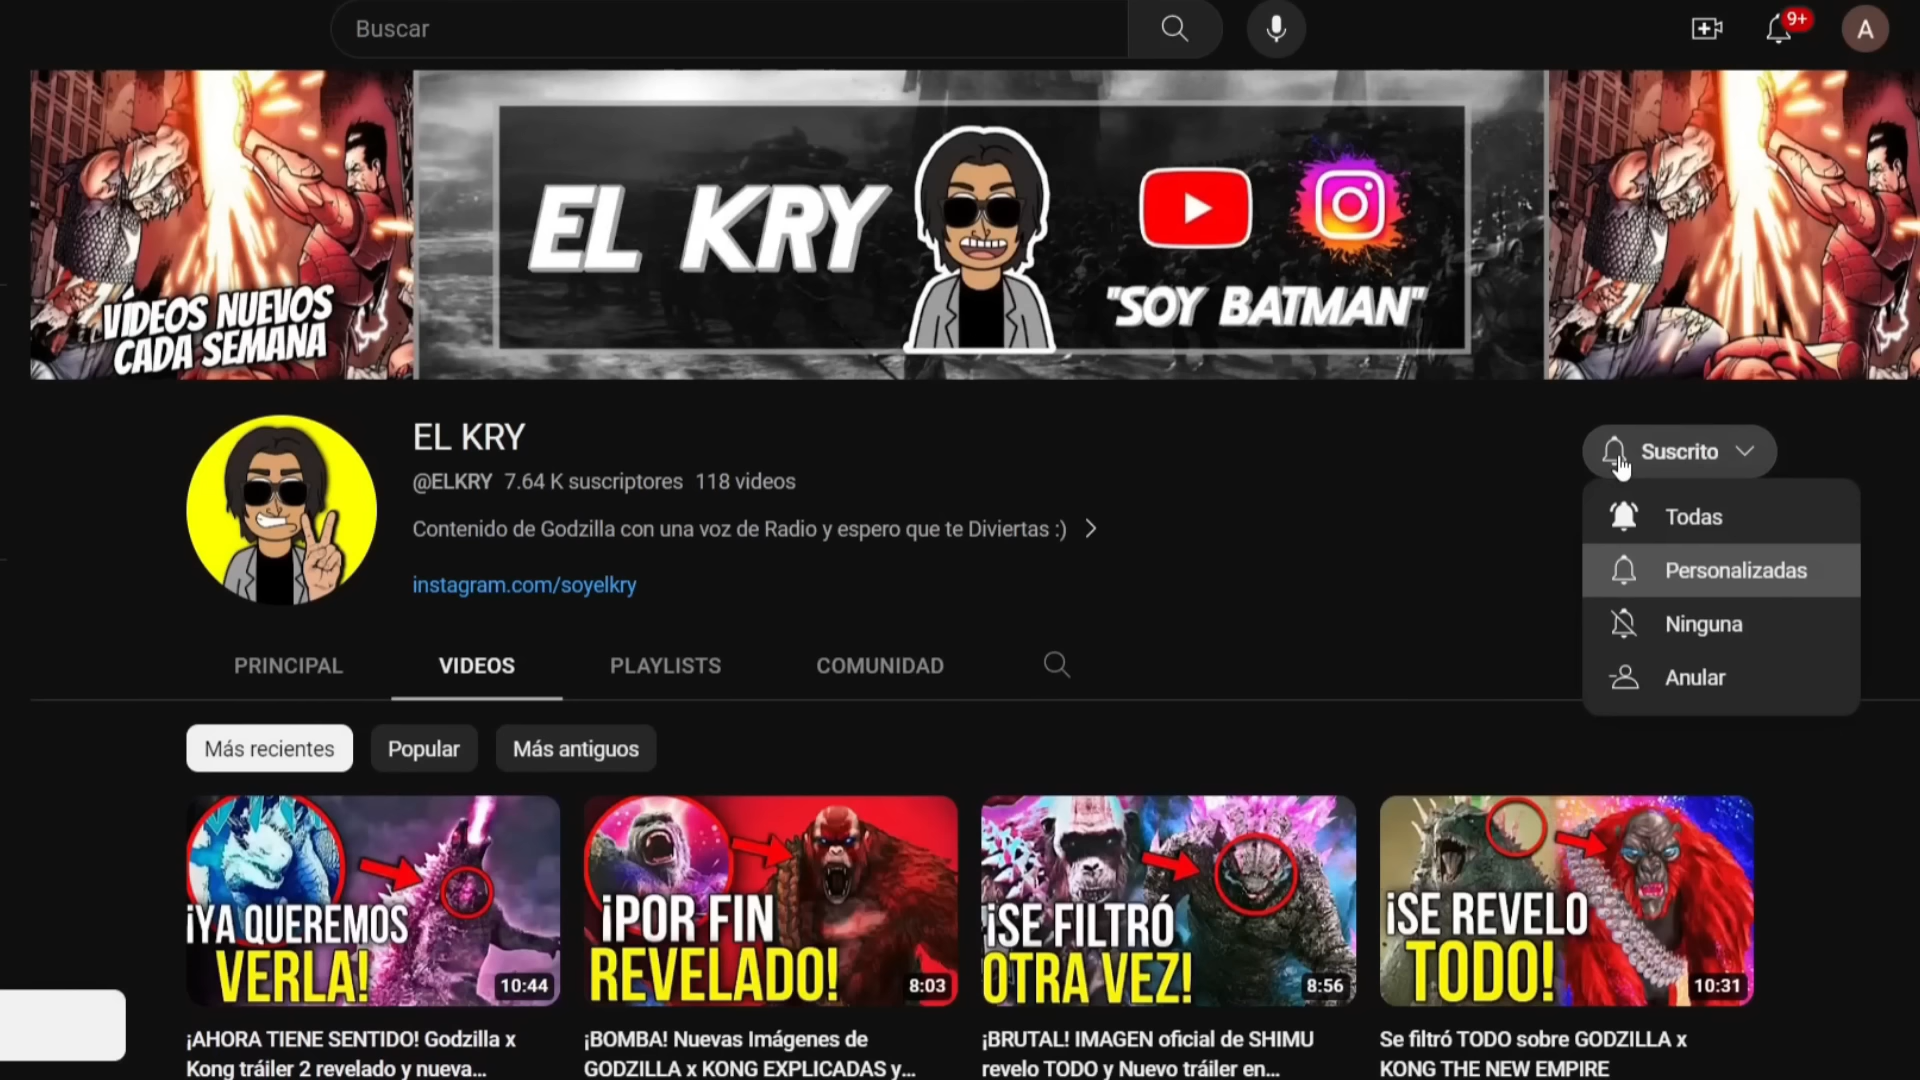 Buscar
9+
A
VÍDEOS NUEVOS
CADA SEMANA
EL KRY
"SOY BATMAN"
EL KRY
@ELKRY 7.64 K suscriptores 118 videos
Contenido de Godzilla con una voz de Radio y espero que te Diviertas :)
instagram.com/soyelkry
Suscrito
Todas
Personalizadas
Ninguna
Anular
PRINCIPAL VIDEOS PLAYLISTS COMUNIDAD
Más recientes Popular Más antiguos
¡YA QUEREMOS
VERLA!
10:44
¡POR FIN
REVELADO!
8:03
¡SE FILTRÓ
OTRA VEZ!
8:56
¡SE REVELO
TODO!
10:31
¡AHORA TIENE SENTIDO! Godzilla x
Kong tráiler 2 revelado y nueva...
¡BOMBA! Nuevas Imágenes de
GODZILLA x KONG EXPLICADAS y...
¡BRUTAL! IMAGEN oficial de SHIMU
revelo TODO y Nuevo tráiler en...
Se filtró TODO sobre GODZILLA x
KONG THE NEW EMPIRE